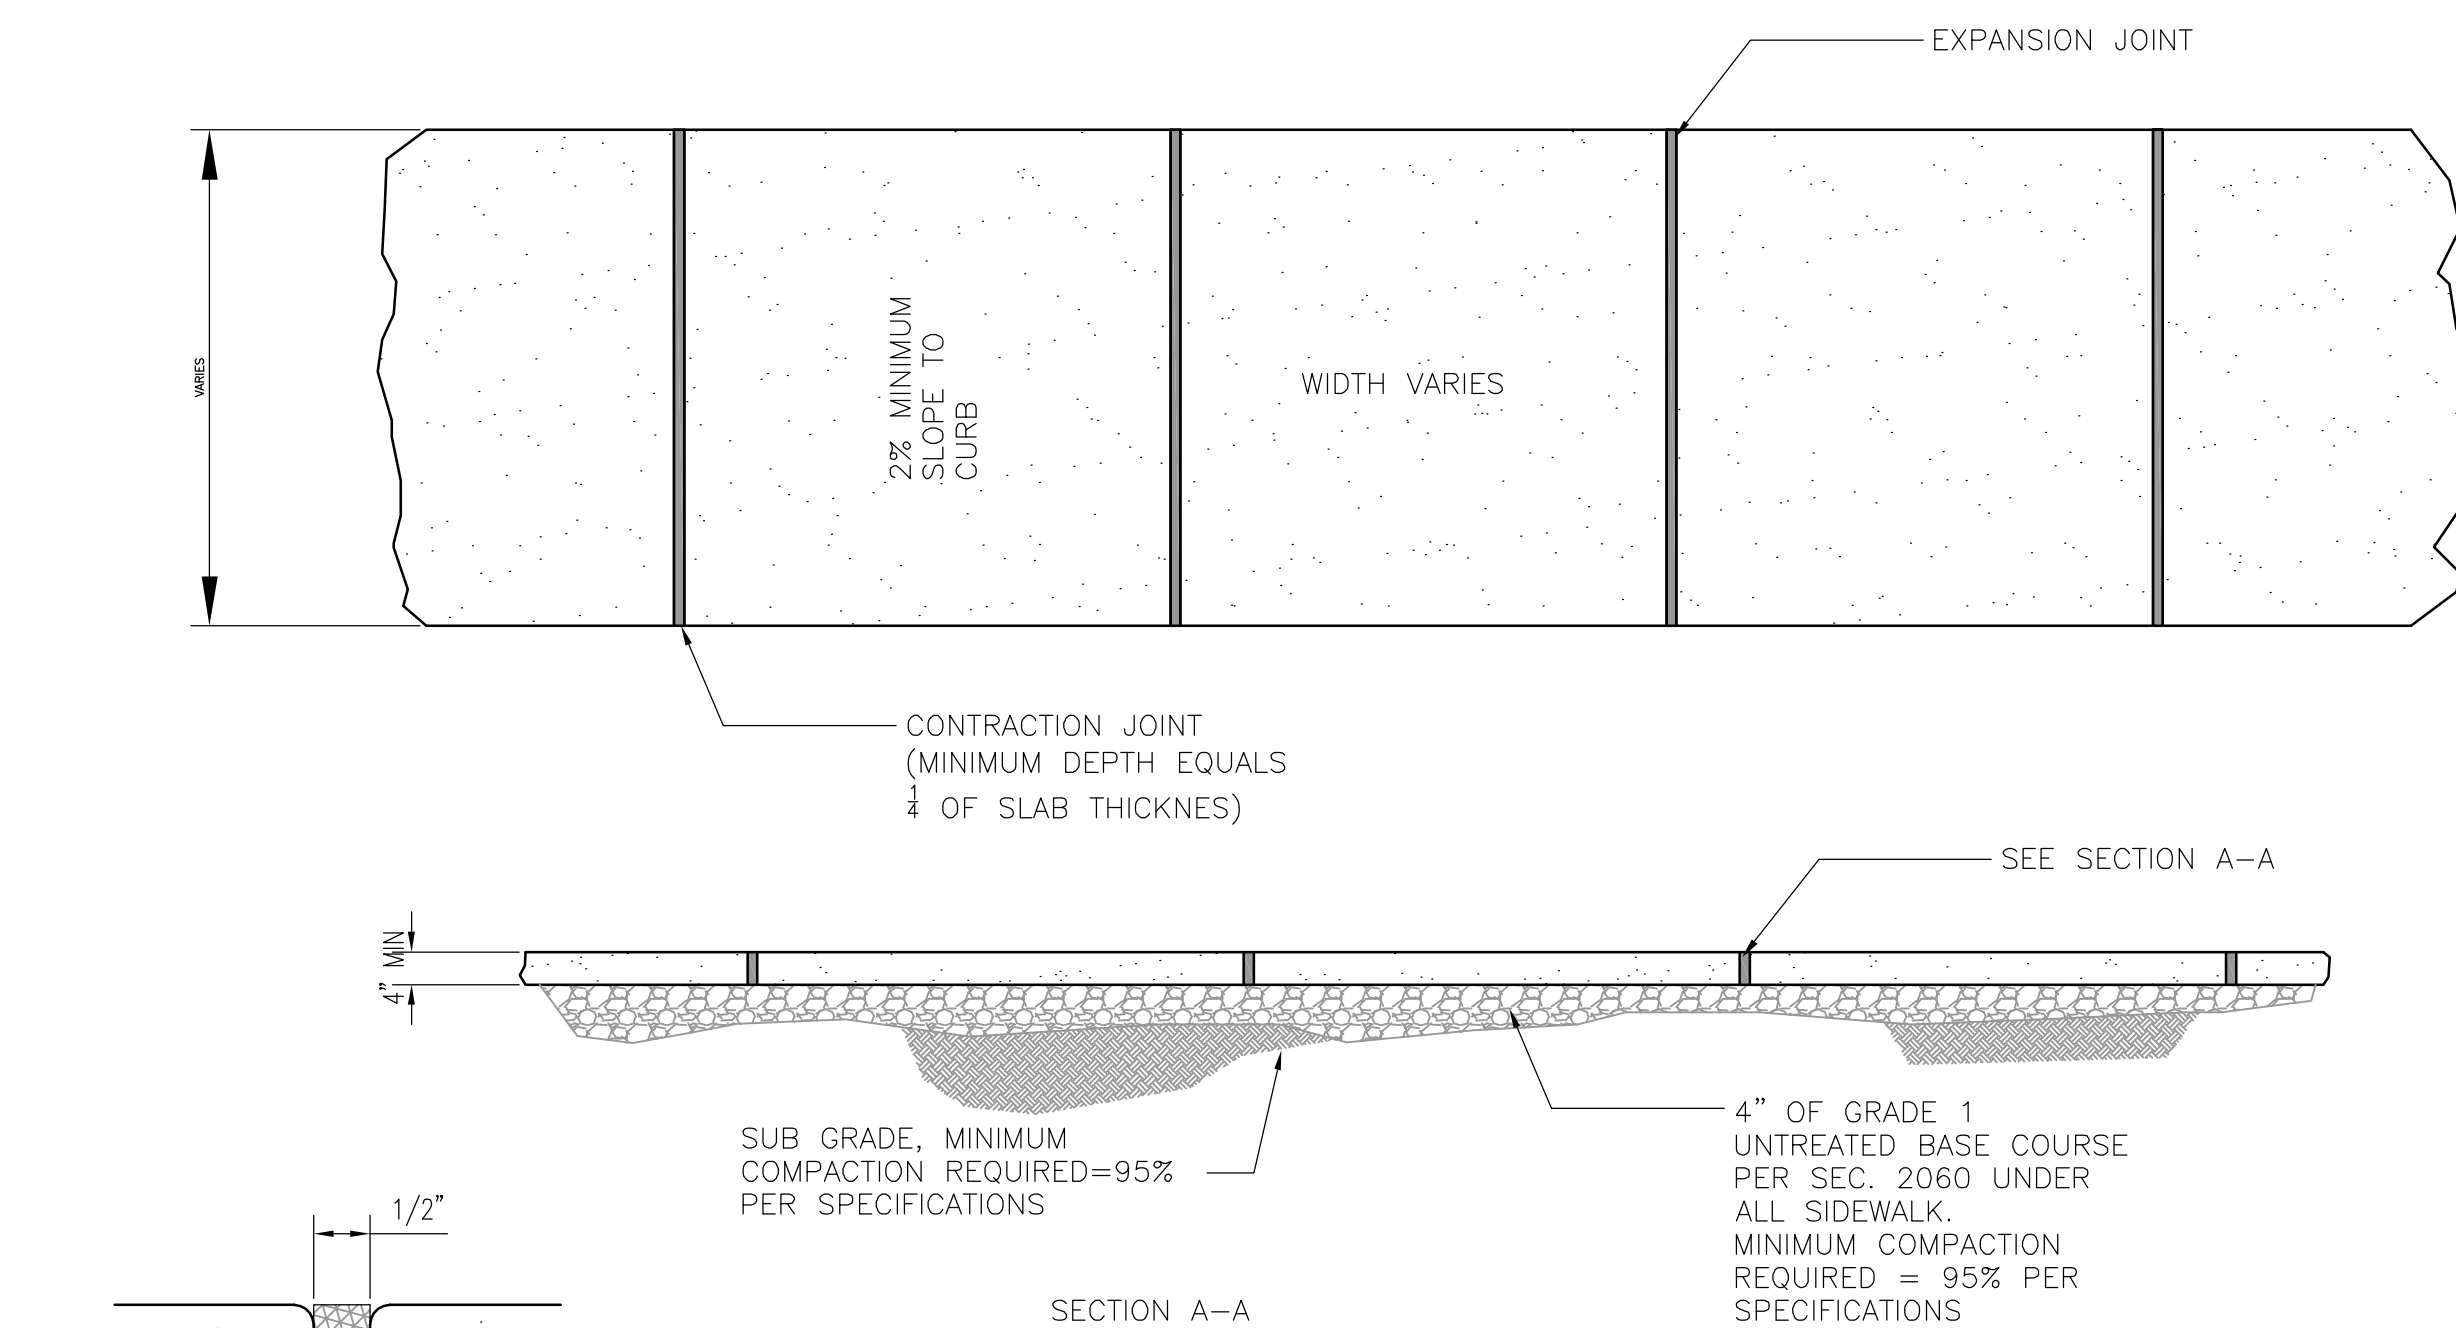 EXPANSION JOINT
VARIES
2% MINIMUM
SLOPE TO
CURB
WIDTH VARIES
CONTRACTION JOINT
(MINIMUM DEPTH EQUALS
1/4 OF SLAB THICKNES)
SEE SECTION A-A
4" MIN
SUB GRADE, MINIMUM
COMPACTION REQUIRED=95%
PER SPECIFICATIONS
4" OF GRADE 1
UNTREATED BASE COURSE
PER SEC. 2060 UNDER
ALL SIDEWALK.
MINIMUM COMPACTION
REQUIRED = 95% PER
SPECIFICATIONS
1/2"
SECTION A-A